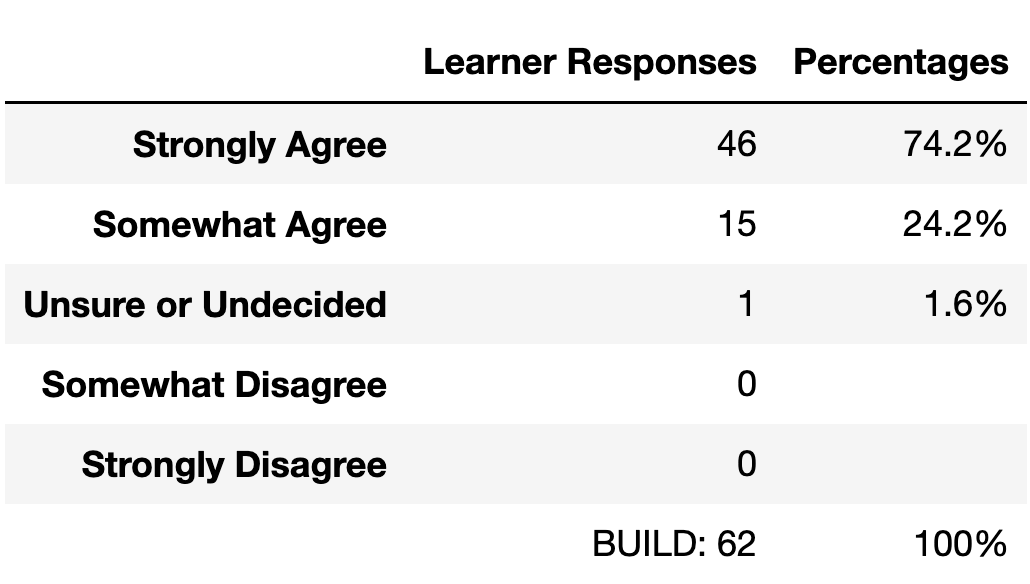 Learner Responses Percentages
Strongly Agree 46 74.2%
Somewhat Agree 15 24.2%
Unsure or Undecided 1 1.6%
Somewhat Disagree 0
Strongly Disagree 0
BUILD: 62 100%